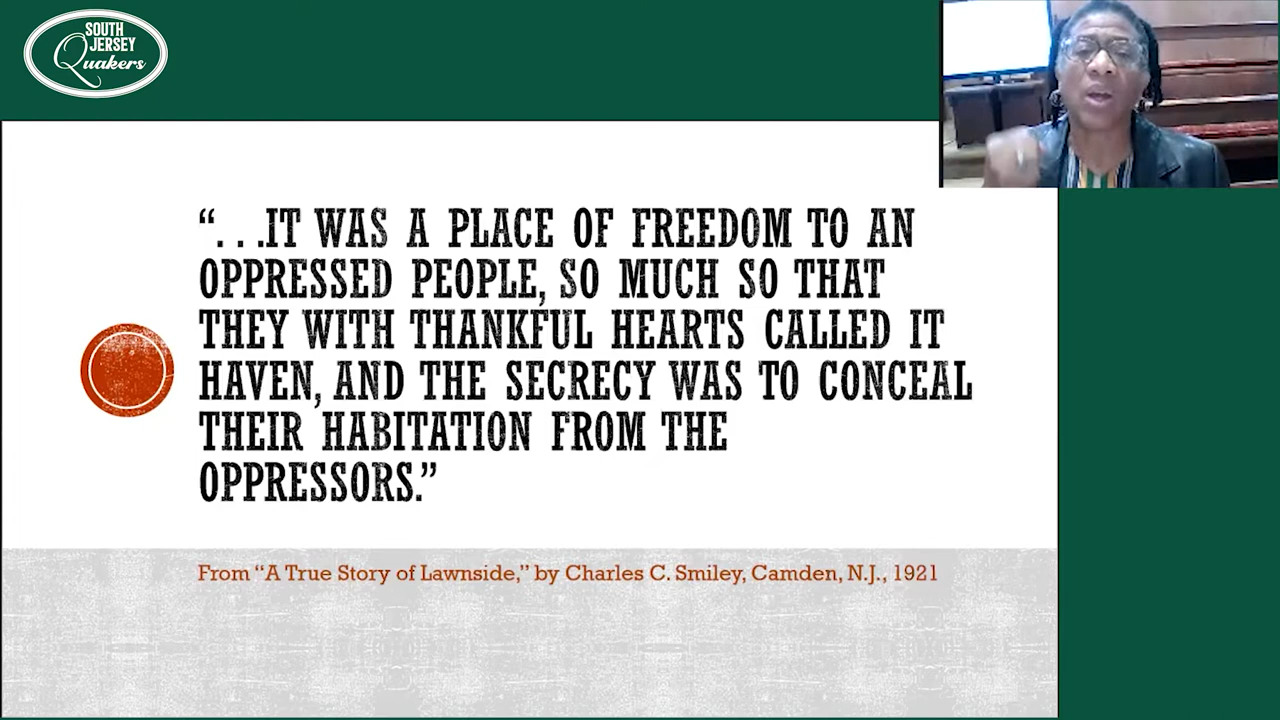 SOUTH
JERSEY
Quakers
“. . .IT WAS A PLACE OF FREEDOM TO AN
OPPRESSED PEOPLE, SO MUCH SO THAT
THEY WITH THANKFUL HEARTS CALLED IT
HAVEN, AND THE SECRECY WAS TO CONCEAL
THEIR HABITATION FROM THE
OPPRESSORS.”
From “A True Story of Lawnside,” by Charles C. Smiley, Camden, N.J., 1921